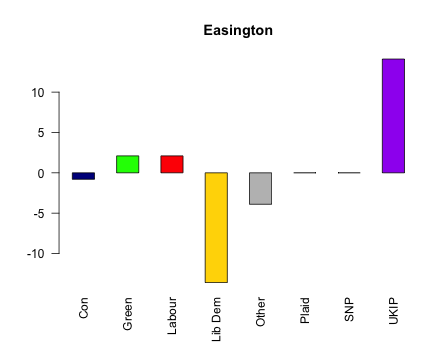 Easington
10
5
0
-5
-10
Con
Green
Labour
Lib Dem
Other
Plaid
SNP
UKIP